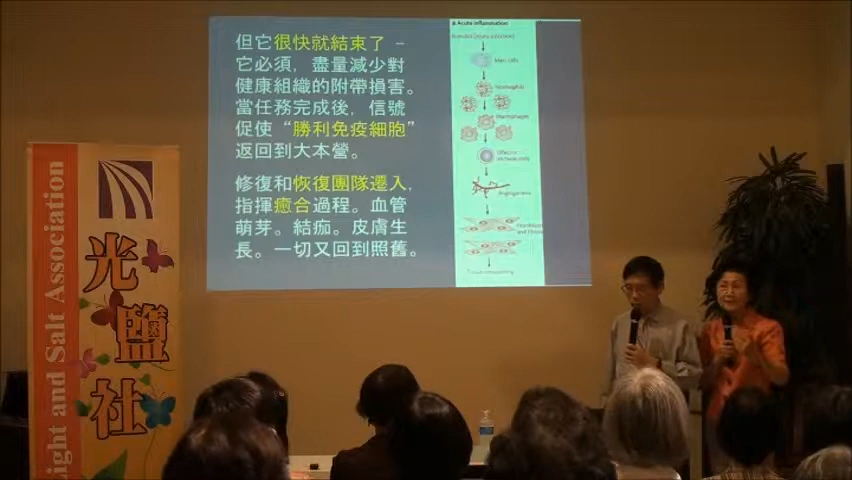 但它很快就結束了 -
它必須，盡量減少對
健康組織的附帶損害。
當任務完成後，信號
促使“勝利免疫細胞”
返回到大本營。
修復和恢復團隊遷入，
指揮癒合過程。血管
萌芽。結痂。皮膚生
長。一切又回到照舊。
Acute inflammation
Mast cells
Neutrophils
Macrophages
Angiogenesis
光鹽社
Light and Salt Association